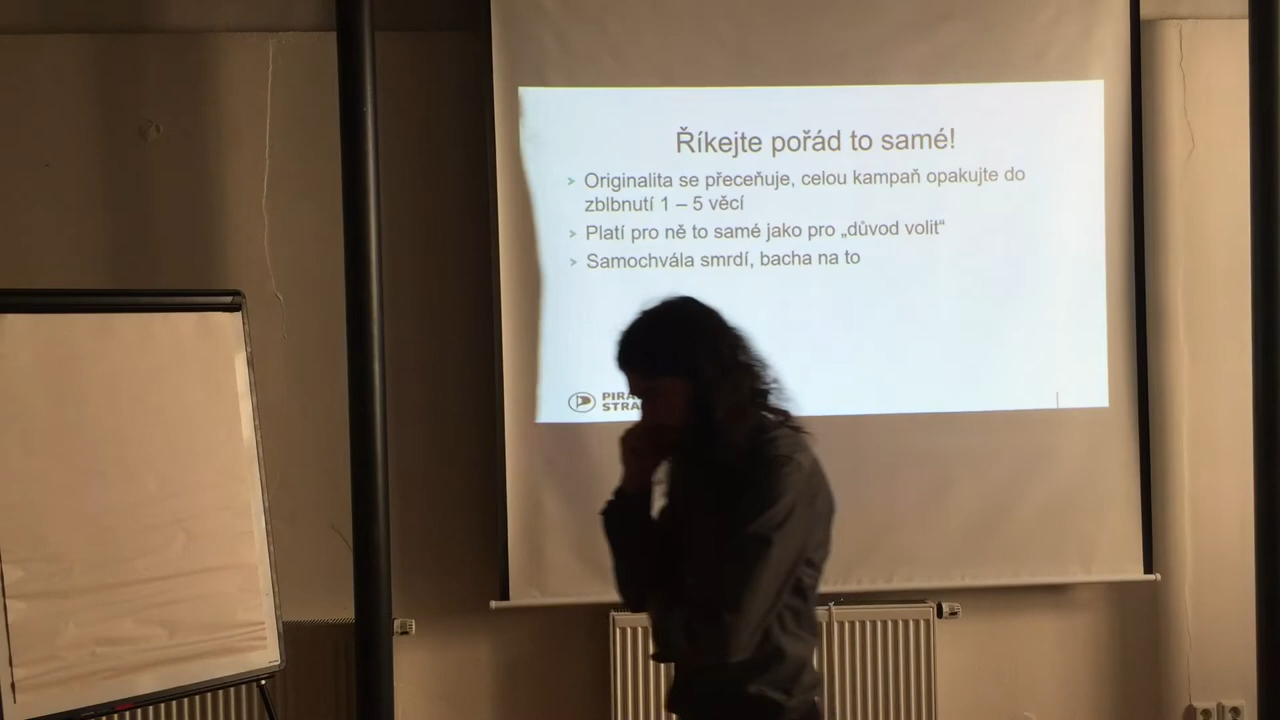 Říkejte pořád to samé!
Originalita se přeceňuje, celou kampaň opakujte do
zblbnutí 1 – 5 věcí
Platí pro ně to samé jako pro „důvod volit“
Samochvála smrdí, bacha na to